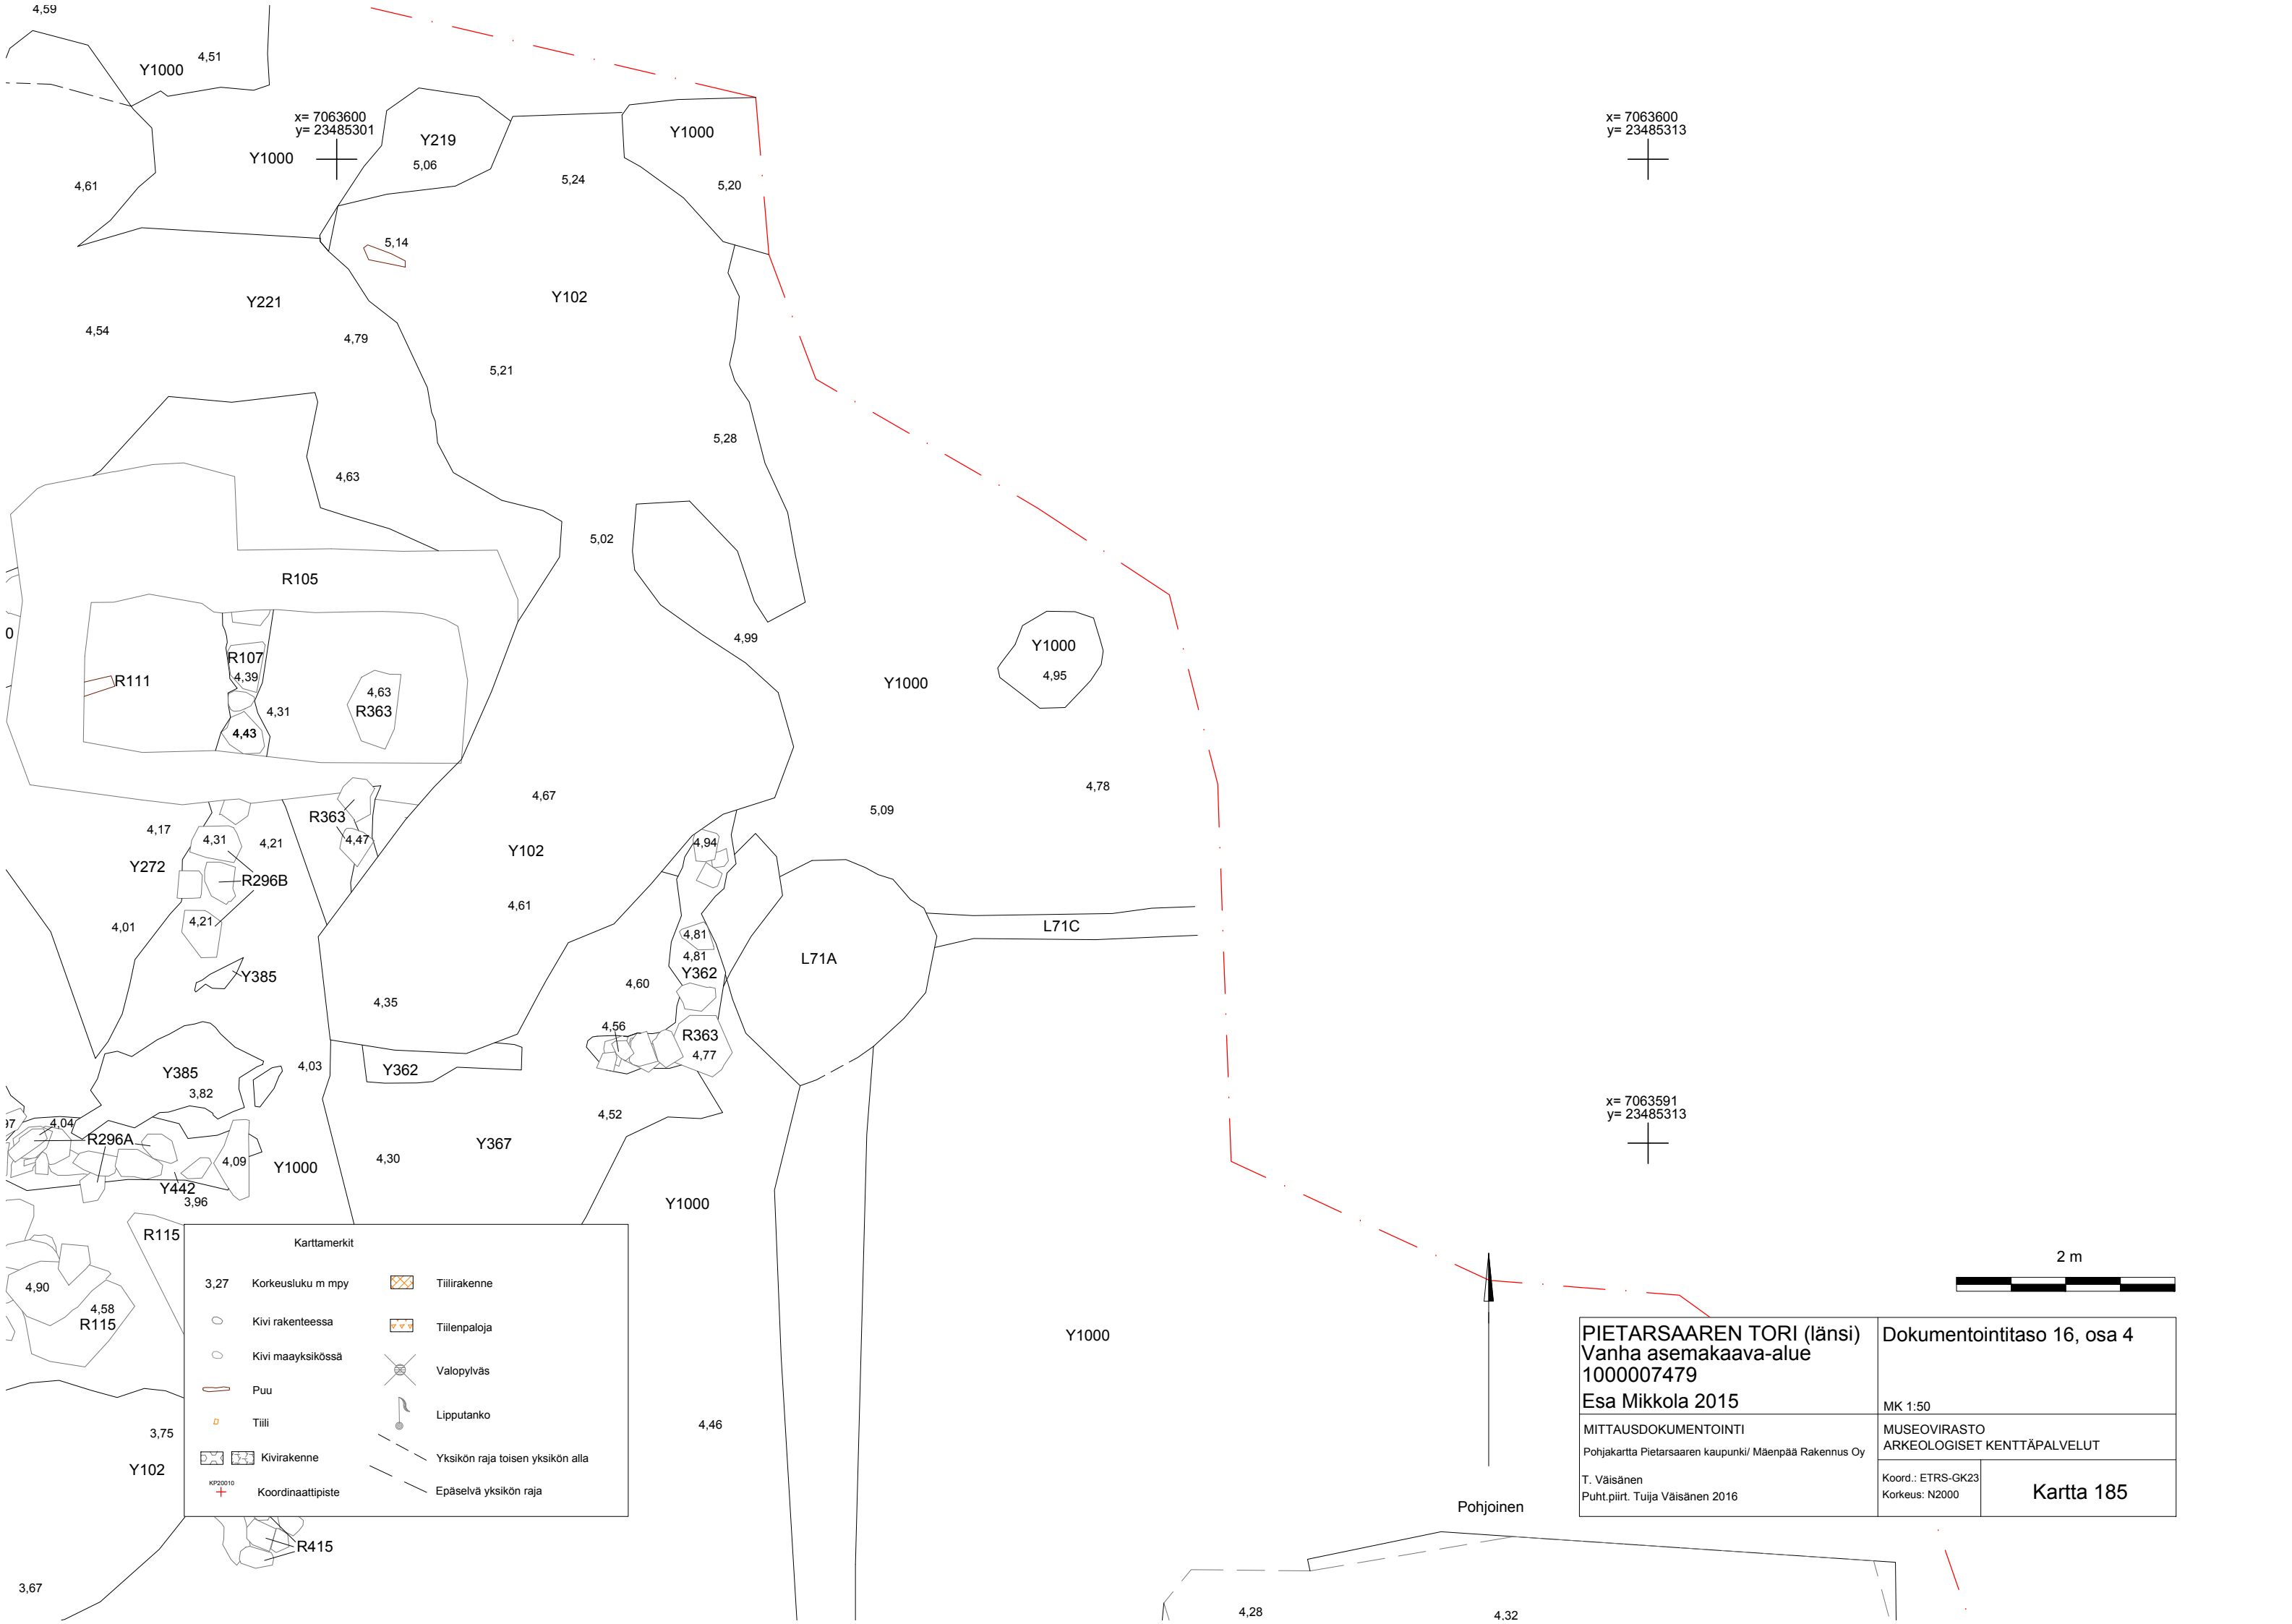 4,59
4,51
Y1000
x= 7063600
y= 23485301
x= 7063600
y= 23485313
Y219
Y1000
Y1000
5,06
5,24
5,20
4,61
5,14
Y221
Y102
4,54
4,79
5,21
5,28
4,63
5,02
R105
0
4,99
Y1000
4,95
R107
4,39
R111
4,63
R363
Y1000
4,31
4,43
4,78
4,67
5,09
R363
4,17
4,31
4,21
4,47
4,94
Y272
Y102
R296B
4,61
4,21
4,01
L71C
4,81
4,81
L71A
Y362
Y385
4,60
4,35
4,56
R363
4,77
Y385
4,03
Y362
3,82
x= 7063591
y= 23485313
97
4,04
4,52
R296A
Y367
4,09
Y1000
4,30
Y442
3,96
Y1000
R115
4,90
4,58
R115
Y1000
4,46
3,75
Y102
R415
3,67
4,28
4,32
Karttamerkit
3,27 Korkeusluku m mpy
Kivi rakenteessa
Kivi maayksikössä
Puu
Tiili
Kivirakenne
KP20010
Koordinaattipiste
Tiilirakenne
Tiilenpaloja
Valopylväs
Lipputanko
Yksikön raja toisen yksikön alla
Epäselvä yksikön raja
Pohjoinen
2 m
PIETARSAAREN TORI (länsi)
Vanha asemakaava-alue
1000007479
Esa Mikkola 2015
Dokumentointitaso 16, osa 4
MK 1:50
MITTAUSDOKUMENTOINTI
Pohjakartta Pietarsaaren kaupunki/ Mäenpää Rakennus Oy
T. Väisänen
Puht.piirt. Tuija Väisänen 2016
MUSEOVIRASTO
ARKEOLOGISET KENTTÄPALVELUT
Koord.: ETRS-GK23
Korkeus: N2000
Kartta 185